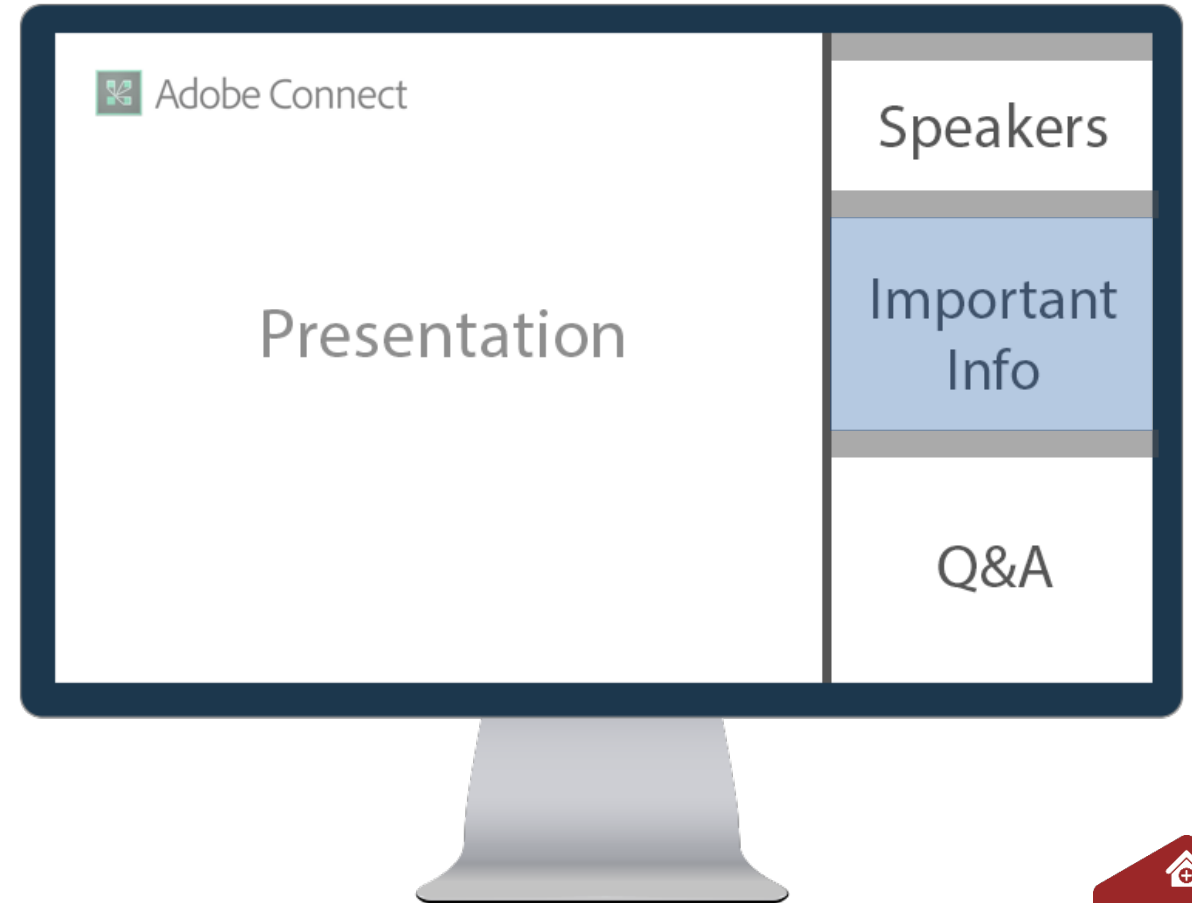 Adobe Connect
Presentation
Speakers
Important
Info
Q&A